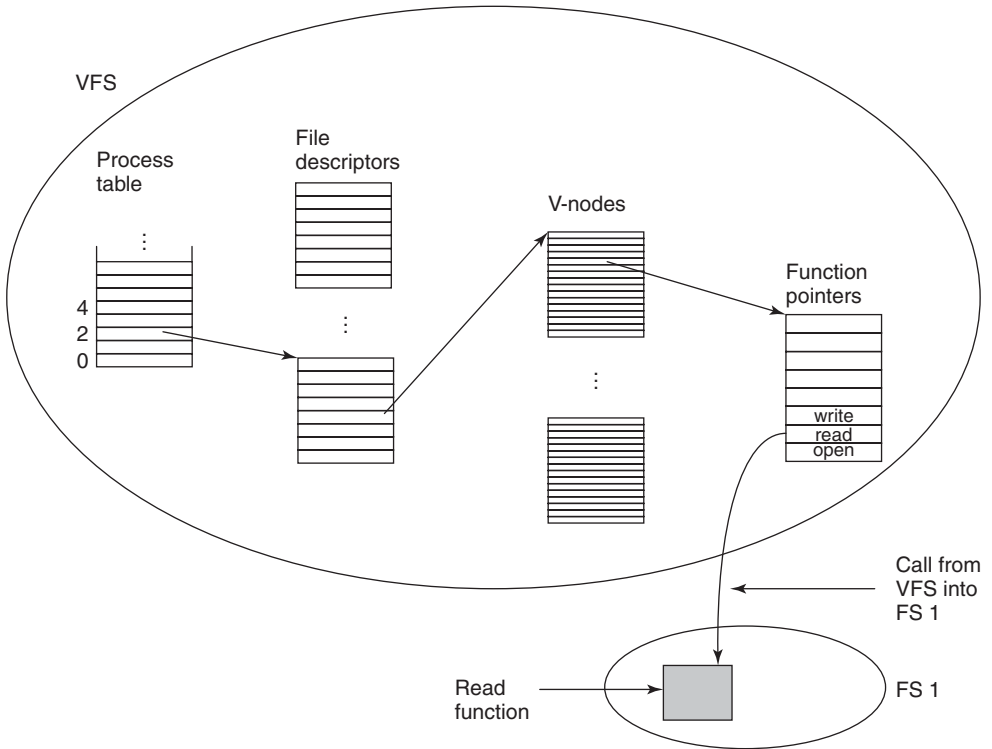 VFS
Process
table
⋮
4
2
0
File
descriptors
⋮
V-nodes
⋮
Function
pointers
write
read
open
Call from
VFS into
FS 1
Read
function
FS 1